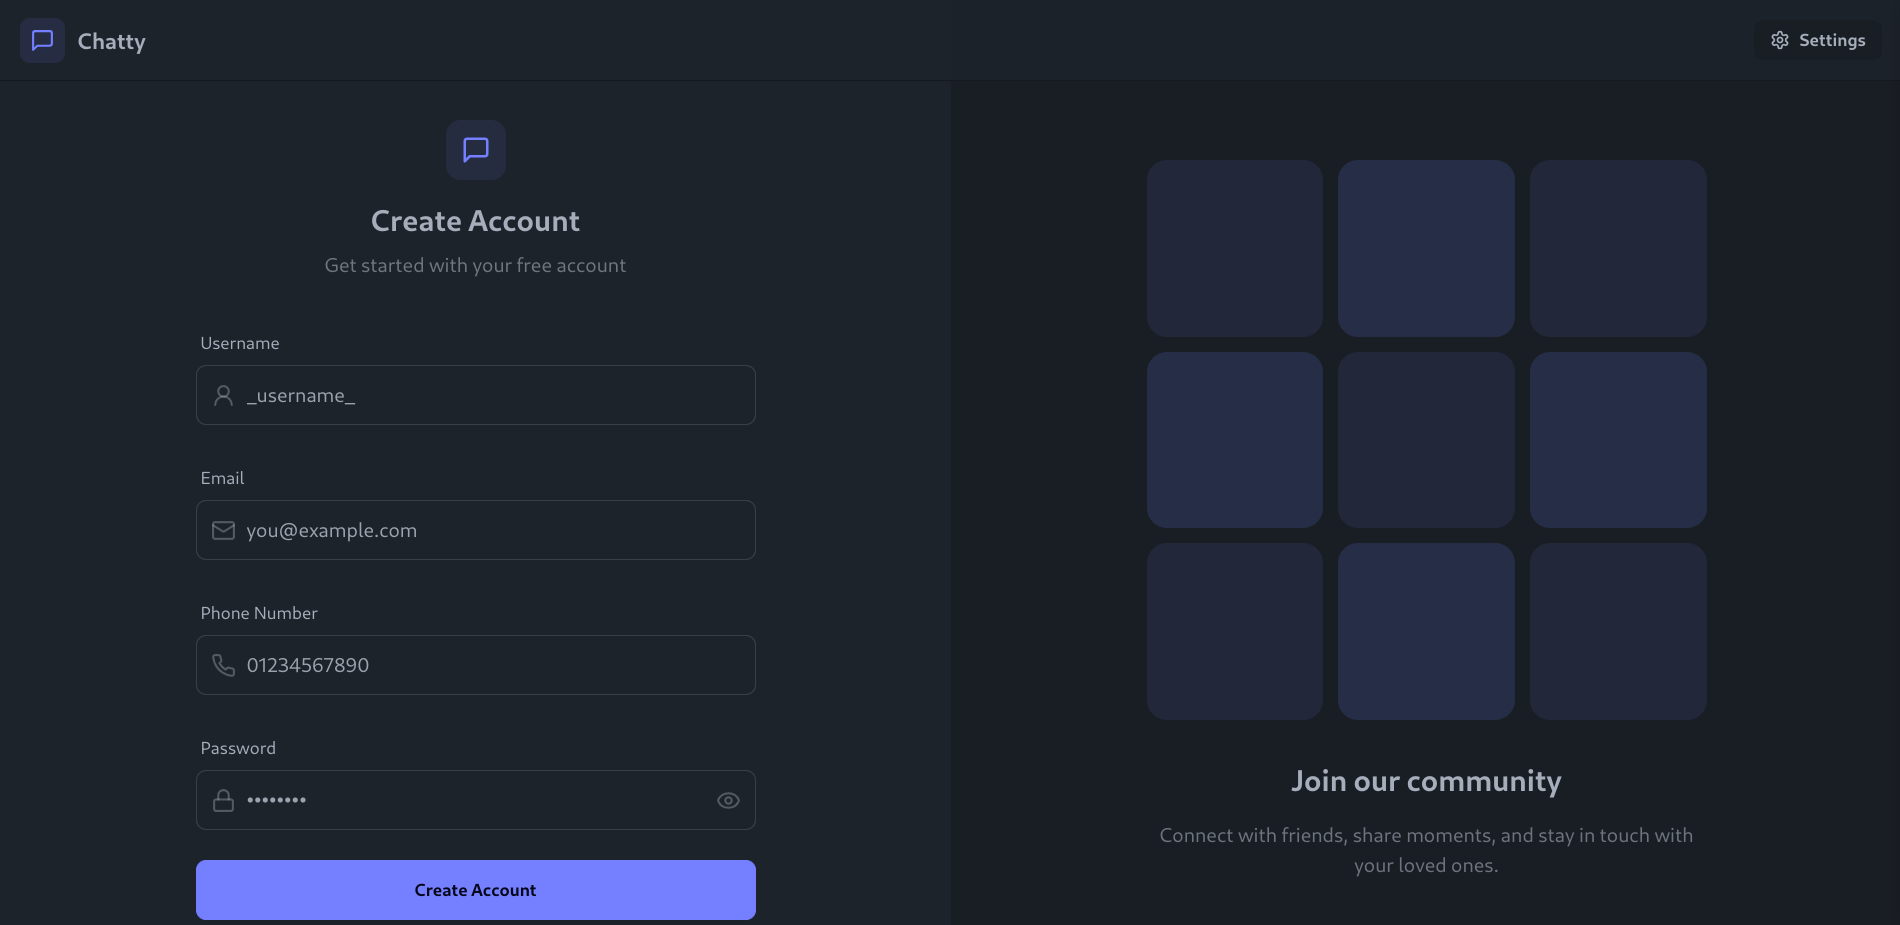 Chatty
Settings
Create Account
Get started with your free account
Username
_username_
Email
you@example.com
Phone Number
01234567890
Password
••••••••
Create Account
Join our community
Connect with friends, share moments, and stay in touch with
your loved ones.